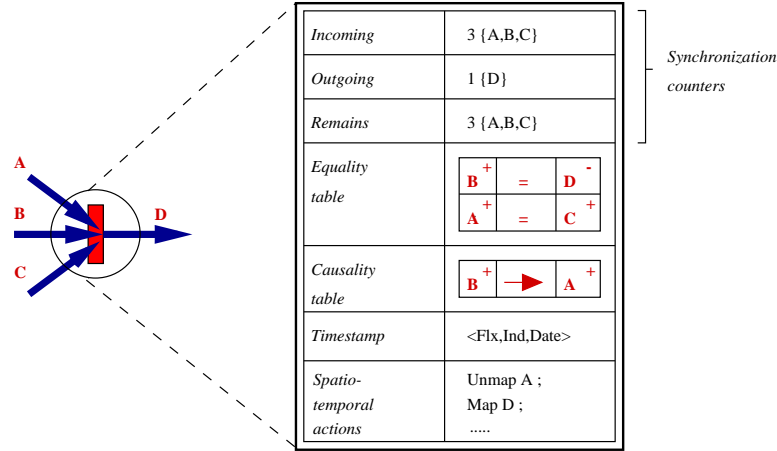 A
B
C
D
Incoming 3 {A,B,C}
Outgoing 1 {D}
Remains 3 {A,B,C}
Synchronization
counters
Equality
table
B+ = D-
A+ = C+
Causality
table
B+ A+
Timestamp <Flx,Ind,Date>
Spatio-
temporal
actions
Unmap A ;
Map D ;
.....